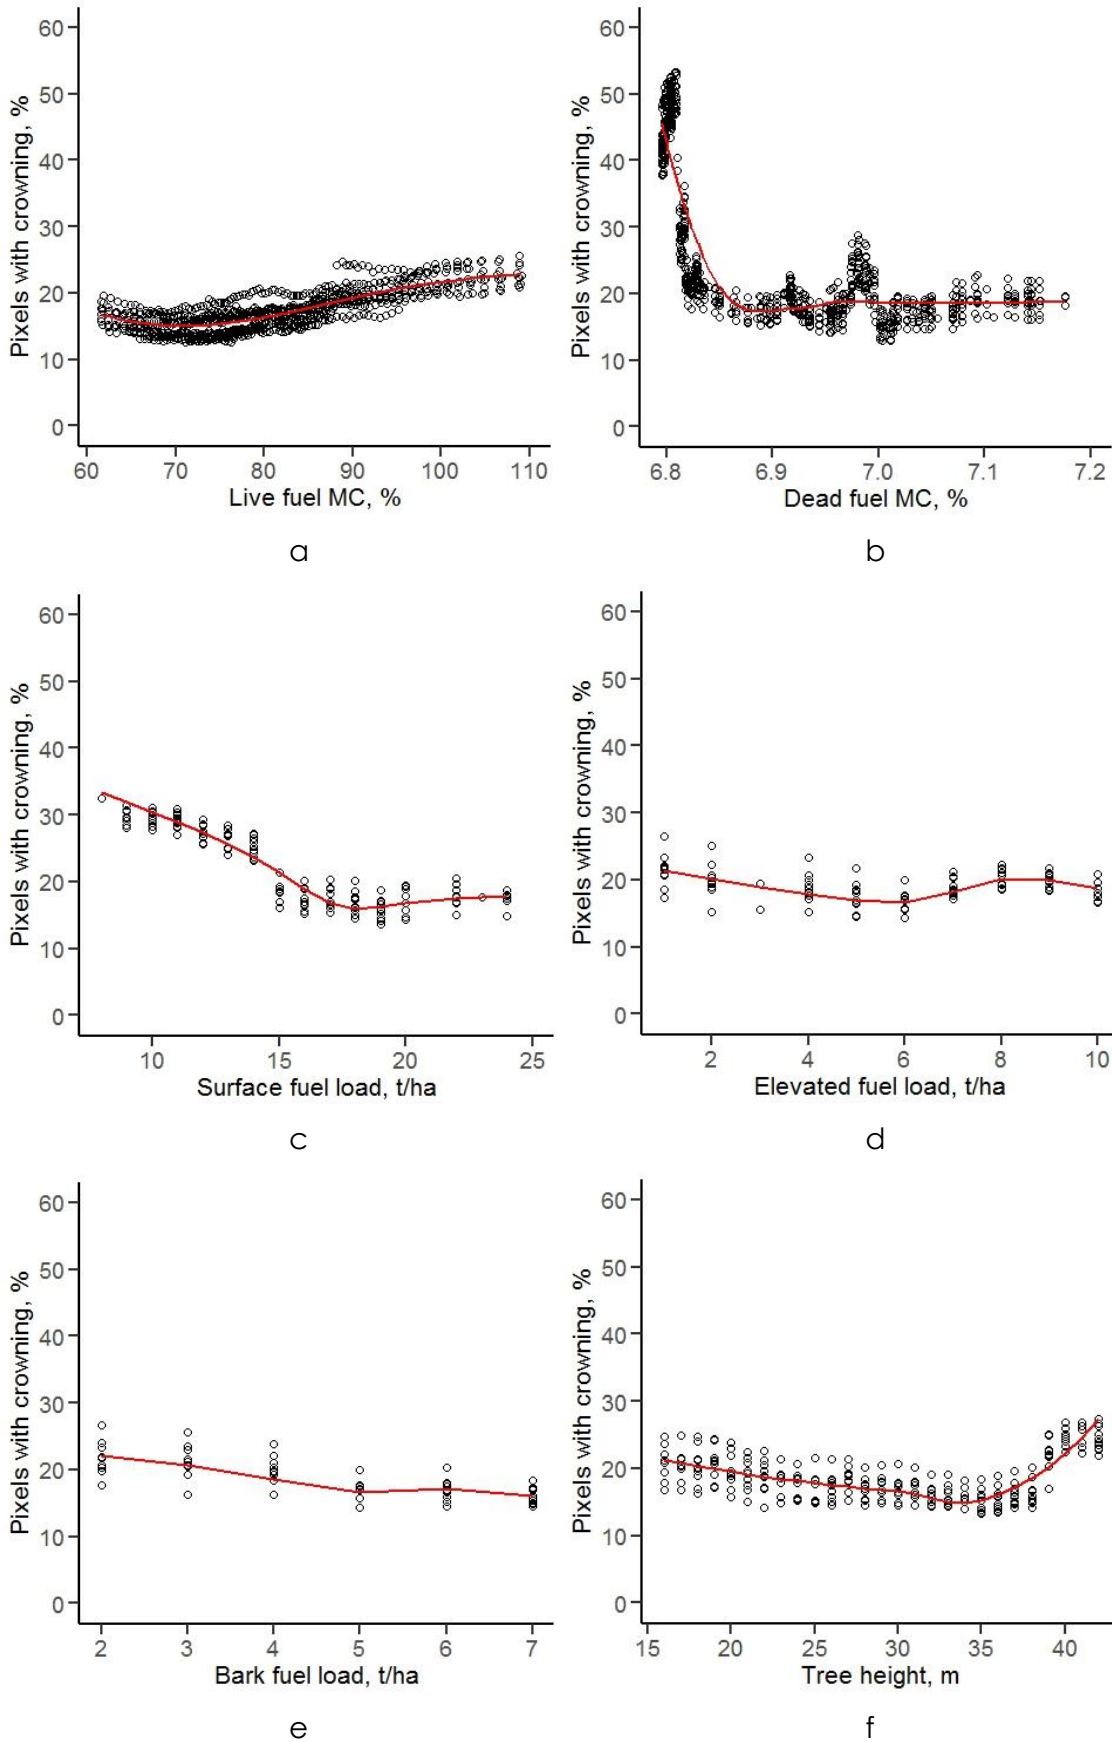 60
50
40
30
20
10
0
Pixels with crowning, %
60 70 80 90 100 110
Live fuel MC, %
a
60
50
40
30
20
10
0
Pixels with crowning, %
6.8 6.9 7.0 7.1 7.2
Dead fuel MC, %
b
60
50
40
30
20
10
0
Pixels with crowning, %
10 15 20 25
Surface fuel load, t/ha
c
60
50
40
30
20
10
0
Pixels with crowning, %
2 4 6 8 10
Elevated fuel load, t/ha
d
60
50
40
30
20
10
0
Pixels with crowning, %
2 3 4 5 6 7
Bark fuel load, t/ha
e
60
50
40
30
20
10
0
Pixels with crowning, %
15 20 25 30 35 40
Tree height, m
f